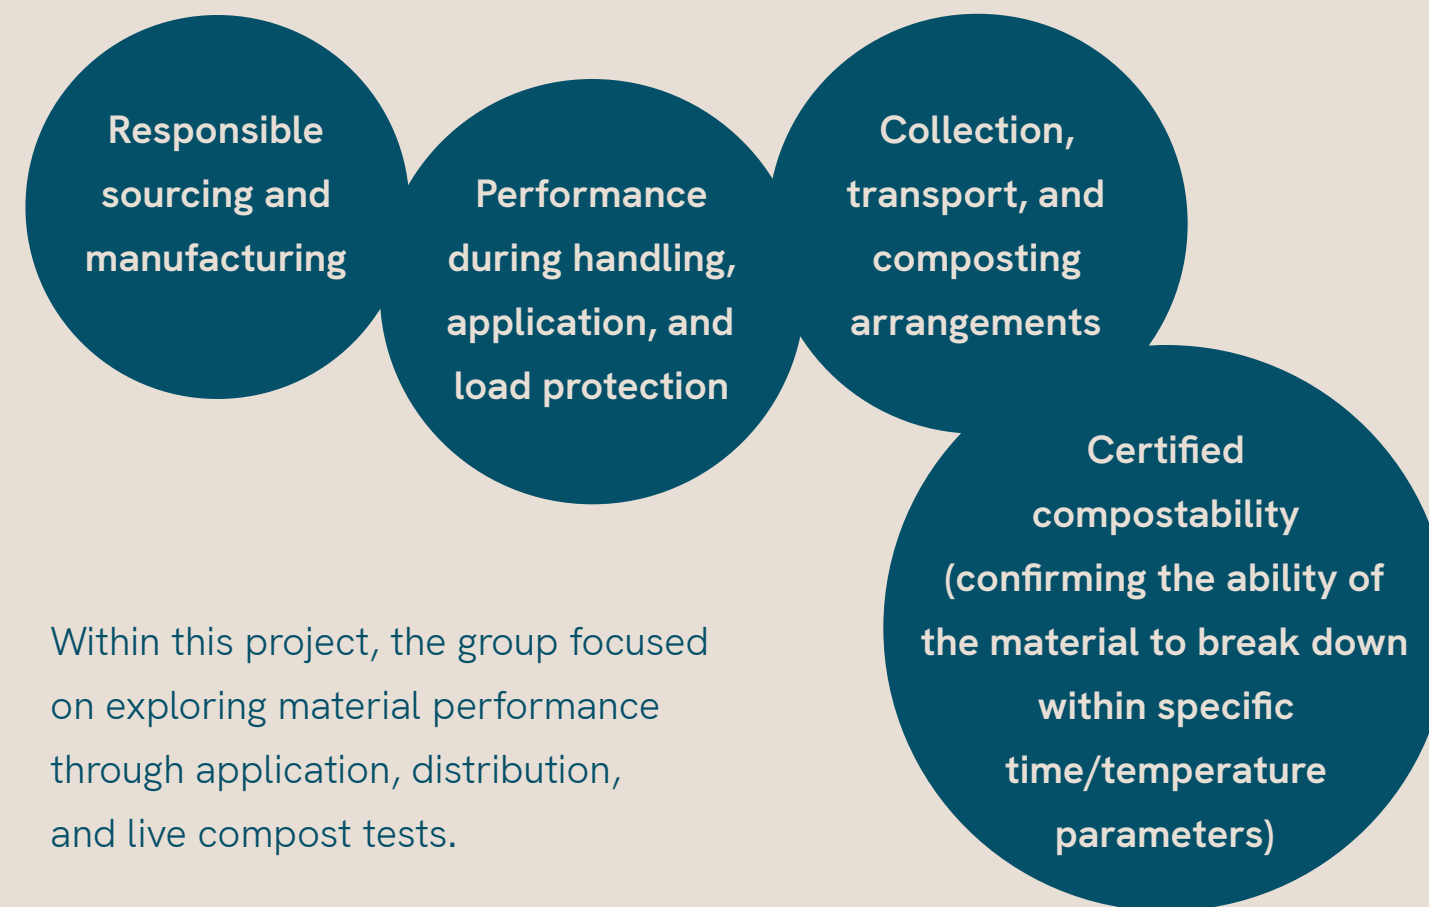 Responsible
sourcing and
manufacturing
Performance
during handling,
application, and
load protection
Collection,
transport, and
composting
arrangements
Certified
compostability
(confirming the ability of
the material to break down
within specific
time/temperature
parameters)
Within this project, the group focused
on exploring material performance
through application, distribution,
and live compost tests.